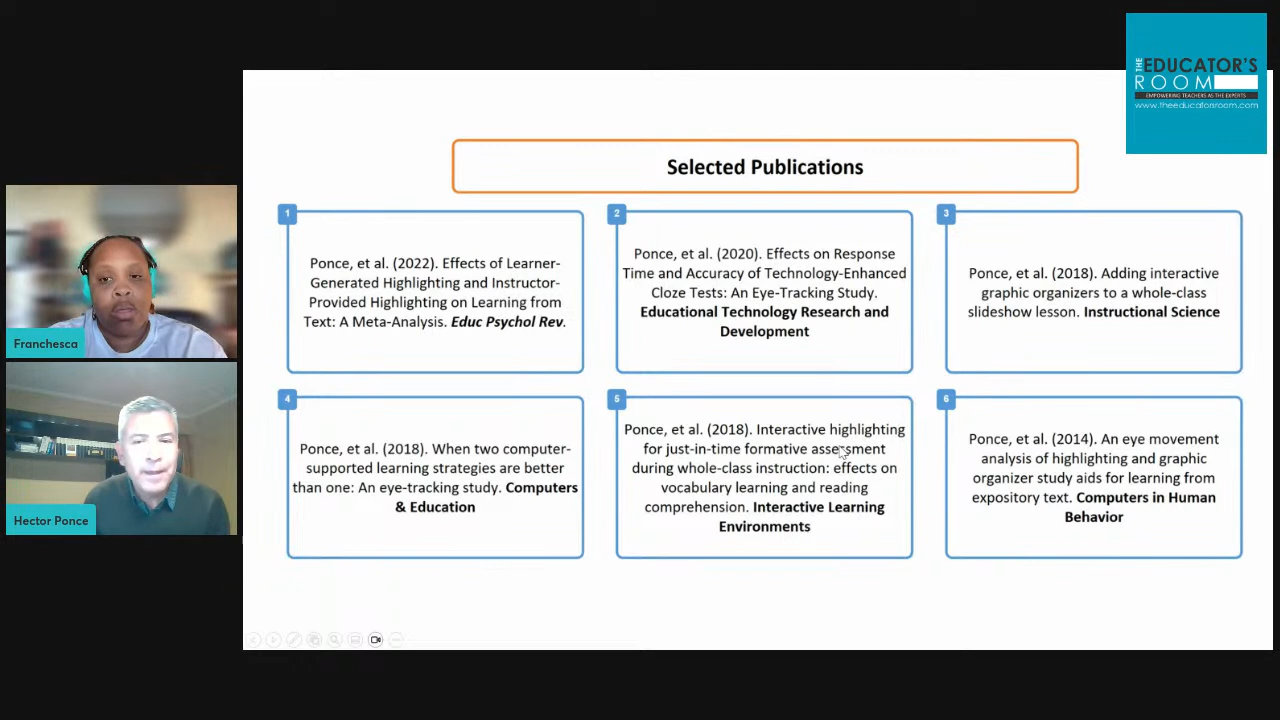 THE EDUCATOR'S
ROOM
EMPOWERING TEACHERS AS THE EXPERTS
www.theeducatorsroom.com
Selected Publications
1
Ponce, et al. (2022). Effects of Learner-
Generated Highlighting and Instructor-
Provided Highlighting on Learning from
Text: A Meta-Analysis. Educ Psychol Rev.
2
Ponce, et al. (2020). Effects on Response
Time and Accuracy of Technology-Enhanced
Cloze Tests: An Eye-Tracking Study.
Educational Technology Research and
Development
3
Ponce, et al. (2018). Adding interactive
graphic organizers to a whole-class
slideshow lesson. Instructional Science
4
Ponce, et al. (2018). When two computer-
supported learning strategies are better
than one: An eye-tracking study. Computers
& Education
5
Ponce, et al. (2018). Interactive highlighting
for just-in-time formative assessment
during whole-class instruction: effects on
vocabulary learning and reading
comprehension. Interactive Learning
Environments
6
Ponce, et al. (2014). An eye movement
analysis of highlighting and graphic
organizer study aids for learning from
expository text. Computers in Human
Behavior
Franchesca
Hector Ponce